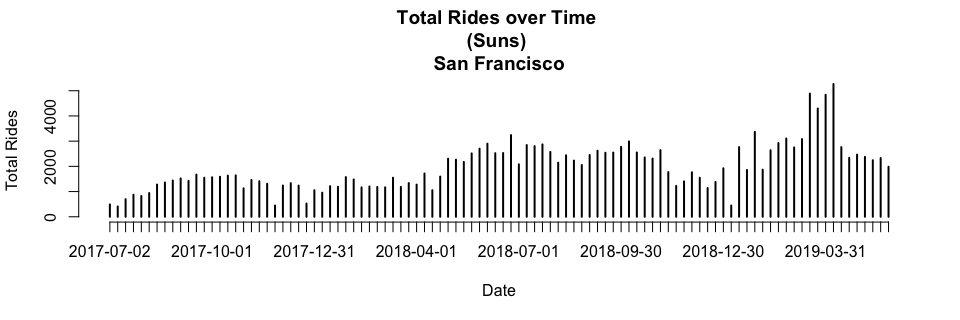 Total Rides over Time
(Suns)
San Francisco
Total Rides
4000
2000
0
2017-07-02 2017-10-01 2017-12-31 2018-04-01 2018-07-01 2018-09-30 2018-12-30 2019-03-31
Date